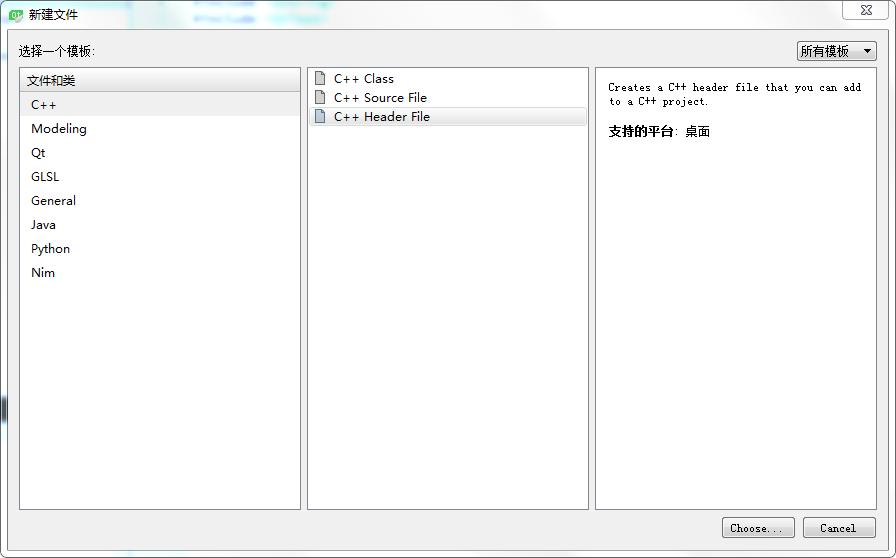 新建文件
选择一个模板:
所有模板
文件和类
C++
Modeling
Qt
GLSL
General
Java
Python
Nim
C++ Class
C++ Source File
C++ Header File
Creates a C++ header file that you can add
to a C++ project.
支持的平台: 桌面
Choose...
Cancel